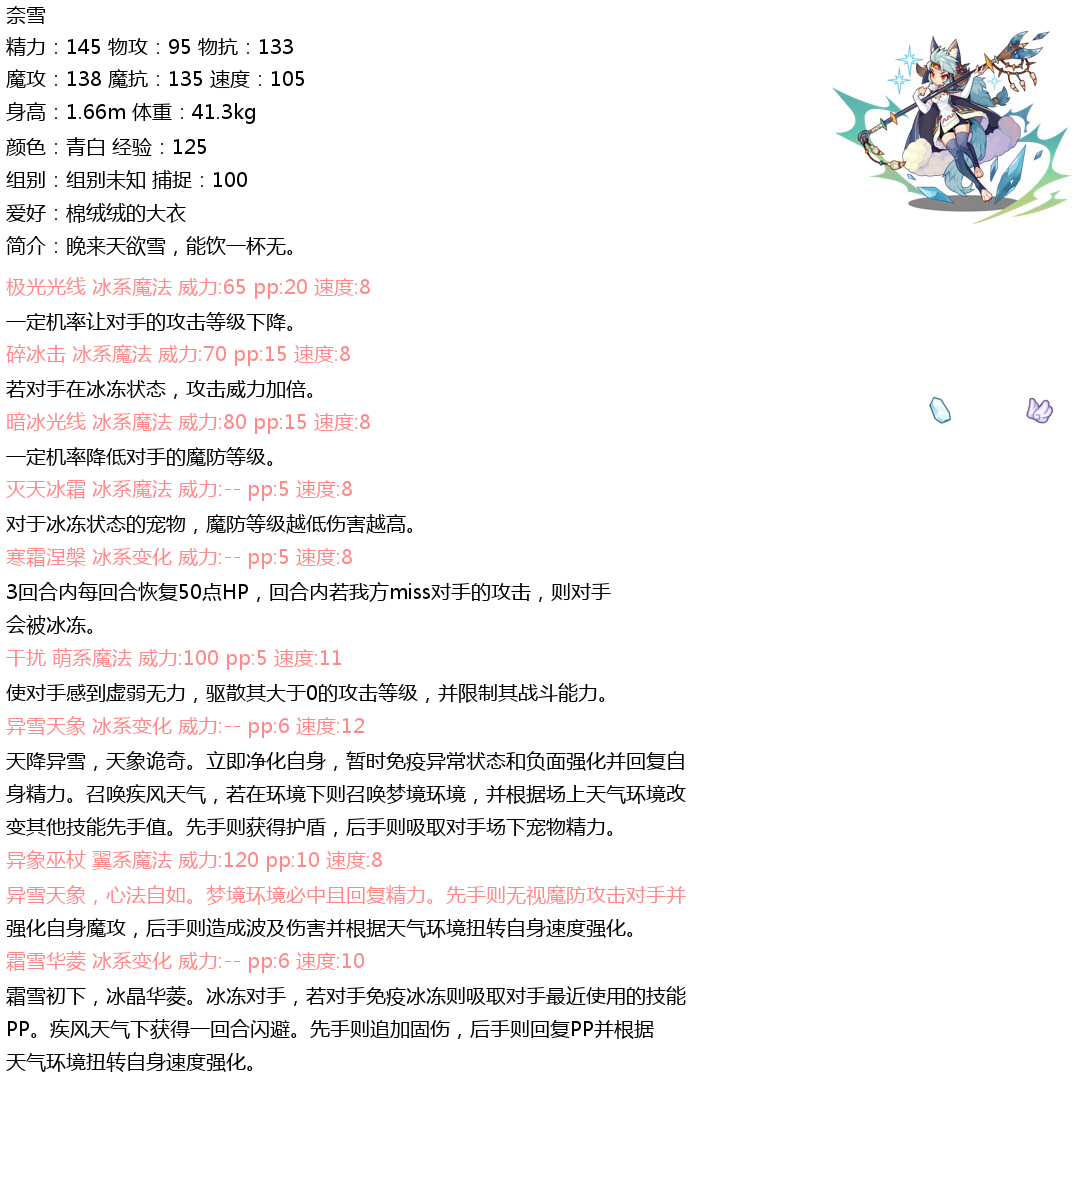 奈雪
精力：145 物攻：95 物抗：133
魔攻：138 魔抗：135 速度：105
身高：1.66m 体重：41.3kg
颜色：青白 经验：125
组别：组别未知 捕捉：100
爱好：棉绒绒的大衣
简介：晚来天欲雪，能饮一杯无。
极光光线 冰系魔法 威力:65 pp:20 速度:8
一定机率让对手的攻击等级下降。
碎冰击 冰系魔法 威力:70 pp:15 速度:8
若对手在冰冻状态，攻击威力加倍。
暗冰光线 冰系魔法 威力:80 pp:15 速度:8
一定机率降低对手的魔防等级。
灭天冰霜 冰系魔法 威力:-- pp:5 速度:8
对于冰冻状态的宠物，魔防等级越低伤害越高。
寒霜涅槃 冰系变化 威力:-- pp:5 速度:8
3回合内每回合恢复50点HP，回合内若我方miss对手的攻击，则对手
会被冰冻。
干扰 萌系魔法 威力:100 pp:5 速度:11
使对手感到虚弱无力，驱散其大于0的攻击等级，并限制其战斗能力。
异雪天象 冰系变化 威力:-- pp:6 速度:12
天降异雪，天象诡奇。立即净化自身，暂时免疫异常状态和负面强化并回复自
身精力。召唤疾风天气，若在环境下则召唤梦境环境，并根据场上天气环境改
变其他技能先手值。先手则获得护盾，后手则吸取对手场下宠物精力。
异象巫杖 翼系魔法 威力:120 pp:10 速度:8
异雪天象，心法自如。梦境环境必中且回复精力。先手则无视魔防攻击对手并
强化自身魔攻，后手则造成波及伤害并根据天气环境扭转自身速度强化。
霜雪华菱 冰系变化 威力:-- pp:6 速度:10
霜雪初下，冰晶华菱。冰冻对手，若对手免疫冰冻则吸取对手最近使用的技能
PP。疾风天气下获得一回合闪避。先手则追加固伤，后手则回复PP并根据
天气环境扭转自身速度强化。